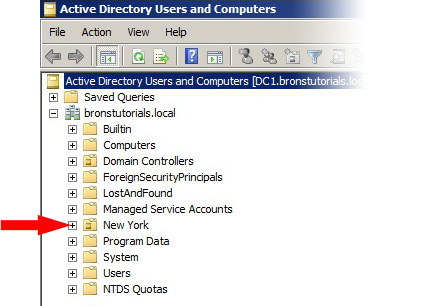 Active Directory Users and Computers
File Action View Help
Active Directory Users and Computers [DC1.bronstutorials.loc
Saved Queries
bronstutorials.local
Builtin
Computers
Domain Controllers
ForeignSecurityPrincipals
LostAndFound
Managed Service Accounts
New York
Program Data
System
Users
NTDS Quotas